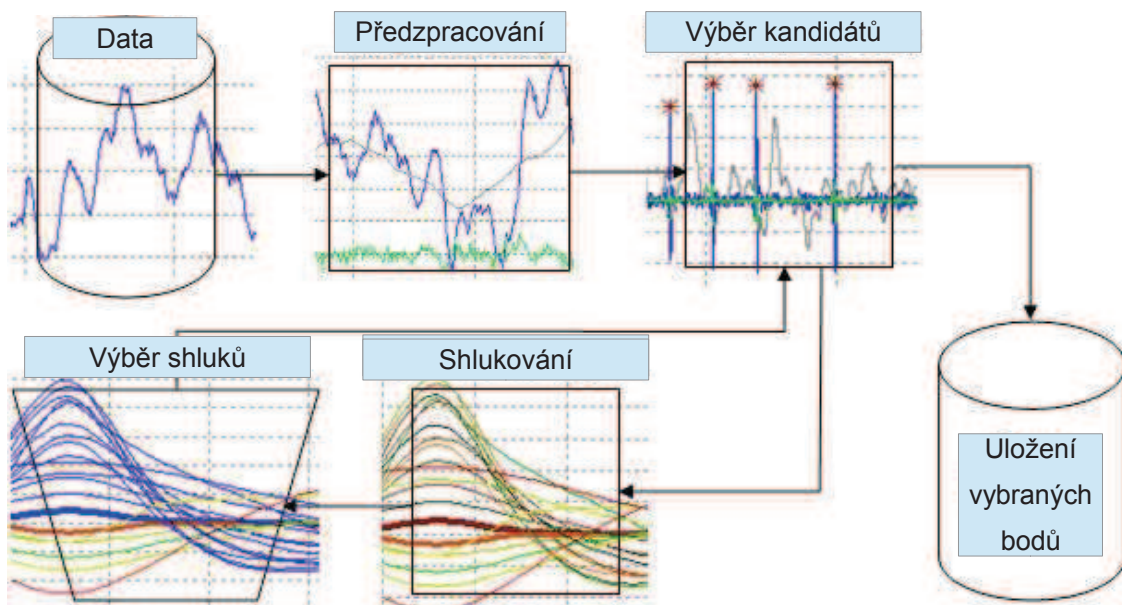 Data
Předzpracování
Výběr kandidátů
Výběr shluků
Shlukování
Uložení
vybraných
bodů